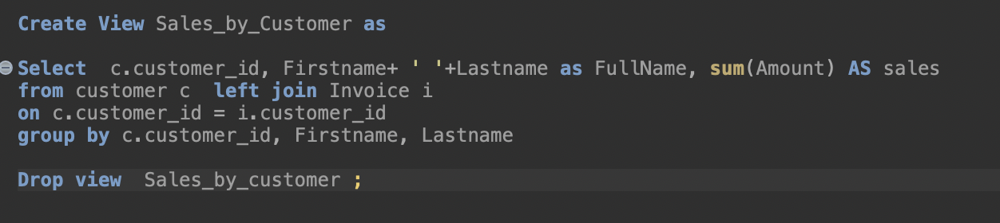 Create View Sales_by_Customer as
Select  c.customer_id, Firstname+ ' '+Lastname as FullName, sum(Amount) AS sales
from customer c  left join Invoice i
on c.customer_id = i.customer_id
group by c.customer_id, Firstname, Lastname
Drop view  Sales_by_customer ;